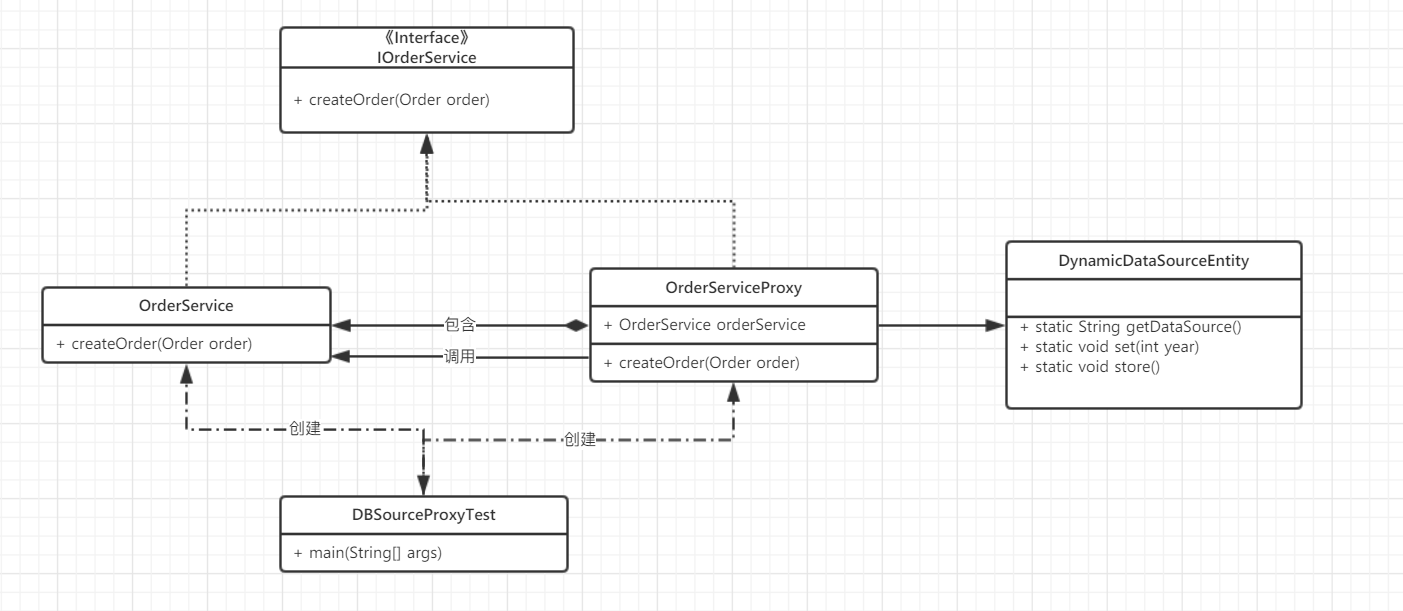 《Interface》
IOrderService
+ createOrder(Order order)
OrderService
+ createOrder(Order order)
包含
调用
OrderServiceProxy
+ OrderService orderService
+ createOrder(Order order)
DynamicDataSourceEntity
+ static String getDataSource()
+ static void set(int year)
+ static void store()
创建
创建
DBSourceProxyTest
+ main(String[] args)